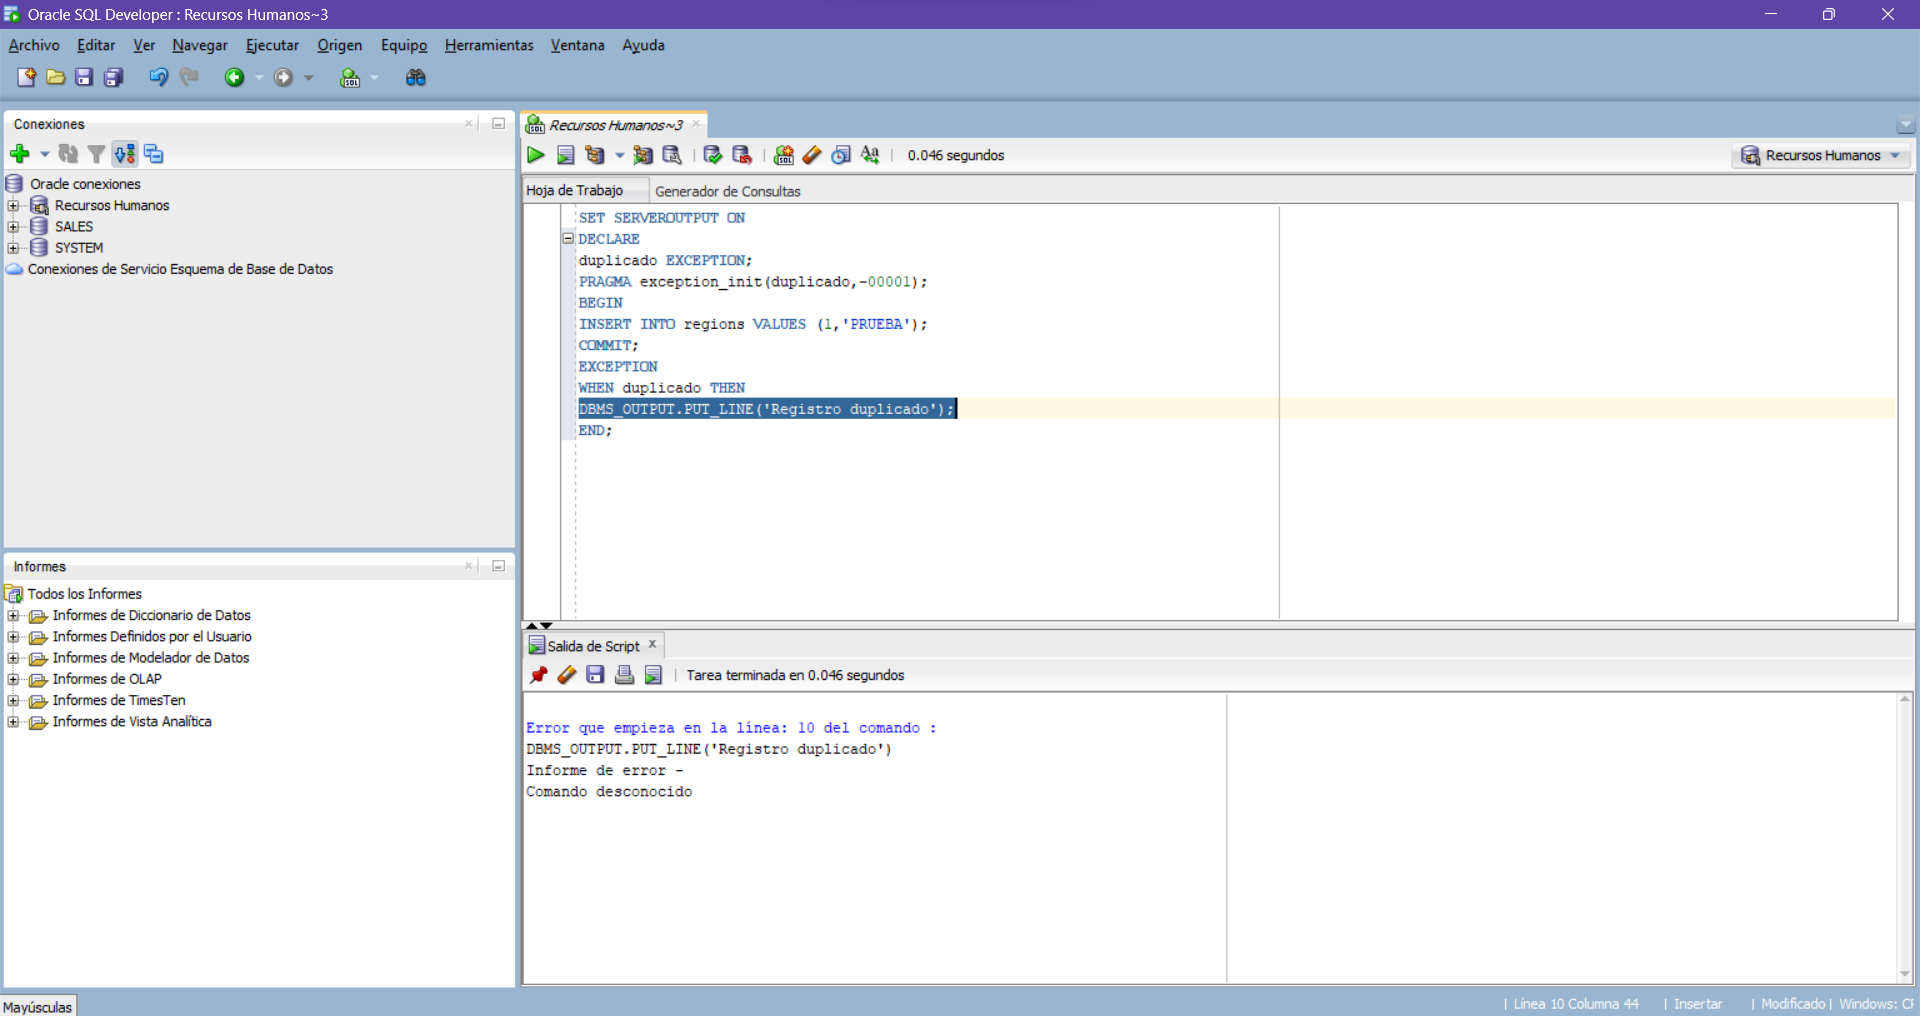 Oracle SQL Developer : Recursos Humanos~3
Archivo Editar Ver Navegar Ejecutar Origen Equipo Herramientas Ventana Ayuda
Conexiones
Oracle conexiones
Recursos Humanos
SALES
SYSTEM
Conexiones de Servicio Esquema de Base de Datos
Informes
Todos los Informes
Informes de Diccionario de Datos
Informes Definidos por el Usuario
Informes de Modelador de Datos
Informes de OLAP
Informes de TimesTen
Informes de Vista Analítica
Recursos Humanos~3
0.046 segundos
Recursos Humanos
Hoja de Trabajo Generador de Consultas
SET SERVEROUTPUT ON
DECLARE
duplicado EXCEPTION;
PRAGMA exception_init(duplicado,-00001);
BEGIN
INSERT INTO regions VALUES (1,'PRUEBA');
COMMIT;
EXCEPTION
WHEN duplicado THEN
DBMS_OUTPUT.PUT_LINE('Registro duplicado');
END;
Salida de Script
Tarea terminada en 0.046 segundos
Error que empieza en la línea: 10 del comando :
DBMS_OUTPUT.PUT_LINE('Registro duplicado')
Informe de error -
Comando desconocido
Mayúsculas
| Línea 10 Columna 44 | Insertar | Modificado | Windows: CF